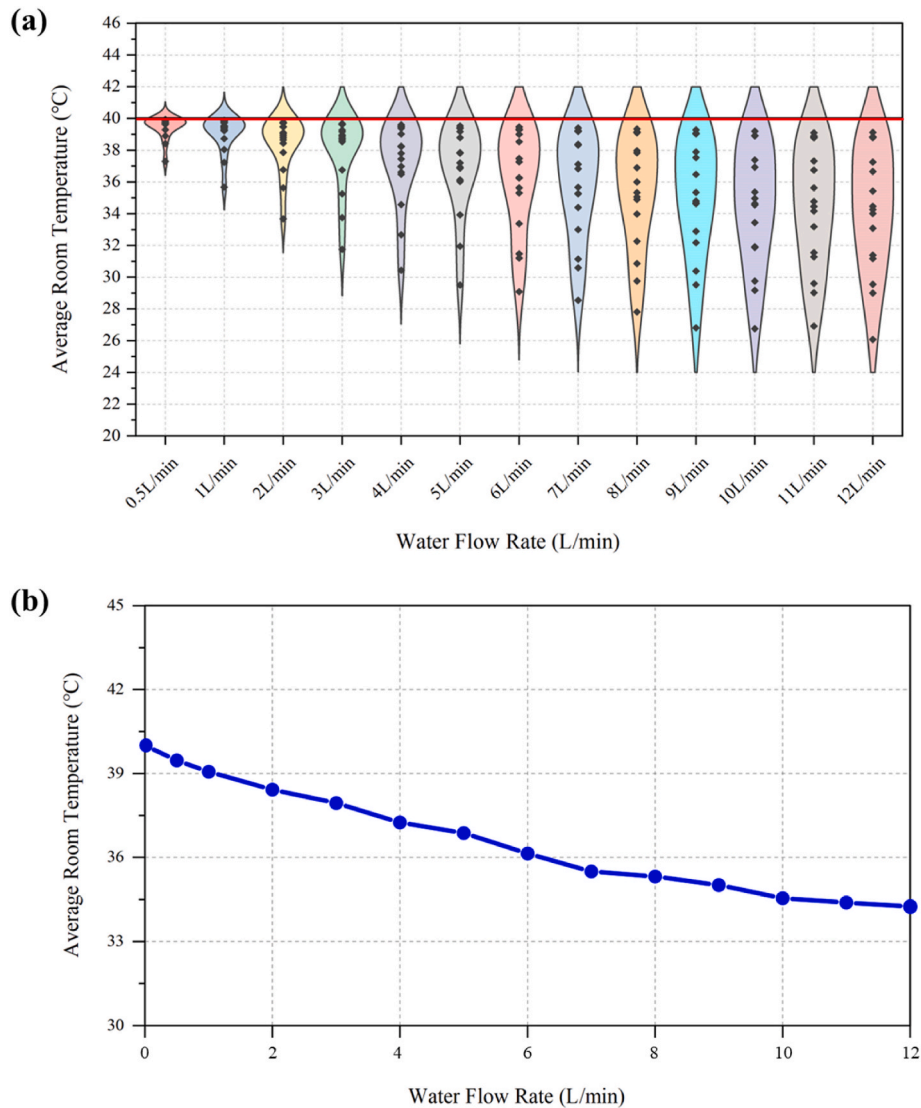 (a)
Average Room Temperature (°C)
46
44
42
40
38
36
34
32
30
28
26
24
22
20
0.5L/min
1L/min
2L/min
3L/min
4L/min
5L/min
6L/min
7L/min
8L/min
9L/min
10L/min
11L/min
12L/min
Water Flow Rate (L/min)
(b)
Average Room Temperature (°C)
45
42
39
36
33
30
0
2
4
6
8
10
12
Water Flow Rate (L/min)